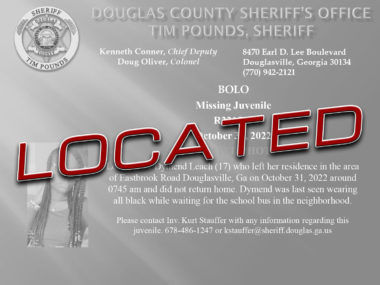 DOUGLAS COUNTY SHERIFF'S OFFICE
TIM POUNDS, SHERIFF
TIM POUNDS
Kenneth Conner, Chief Deputy
Doug Oliver, Colonel
8470 Earl D. Lee Boulevard
Douglasville, Georgia 30134
(770) 942-2121
BOLO
Missing Juvenile
2022
LOCATED
Leach (17) who left her residence in the area
of Eastbrook Road Douglasville, Ga on October 31, 2022 around
0745 am and did not return home. Dymend was last seen wearing
all black while waiting for the school bus in the neighborhood.
Please contact Inv. Kurt Stauffer with any information regarding this
juvenile. 678-486-1247 or kstauffer@sheriff.douglas.ga.us